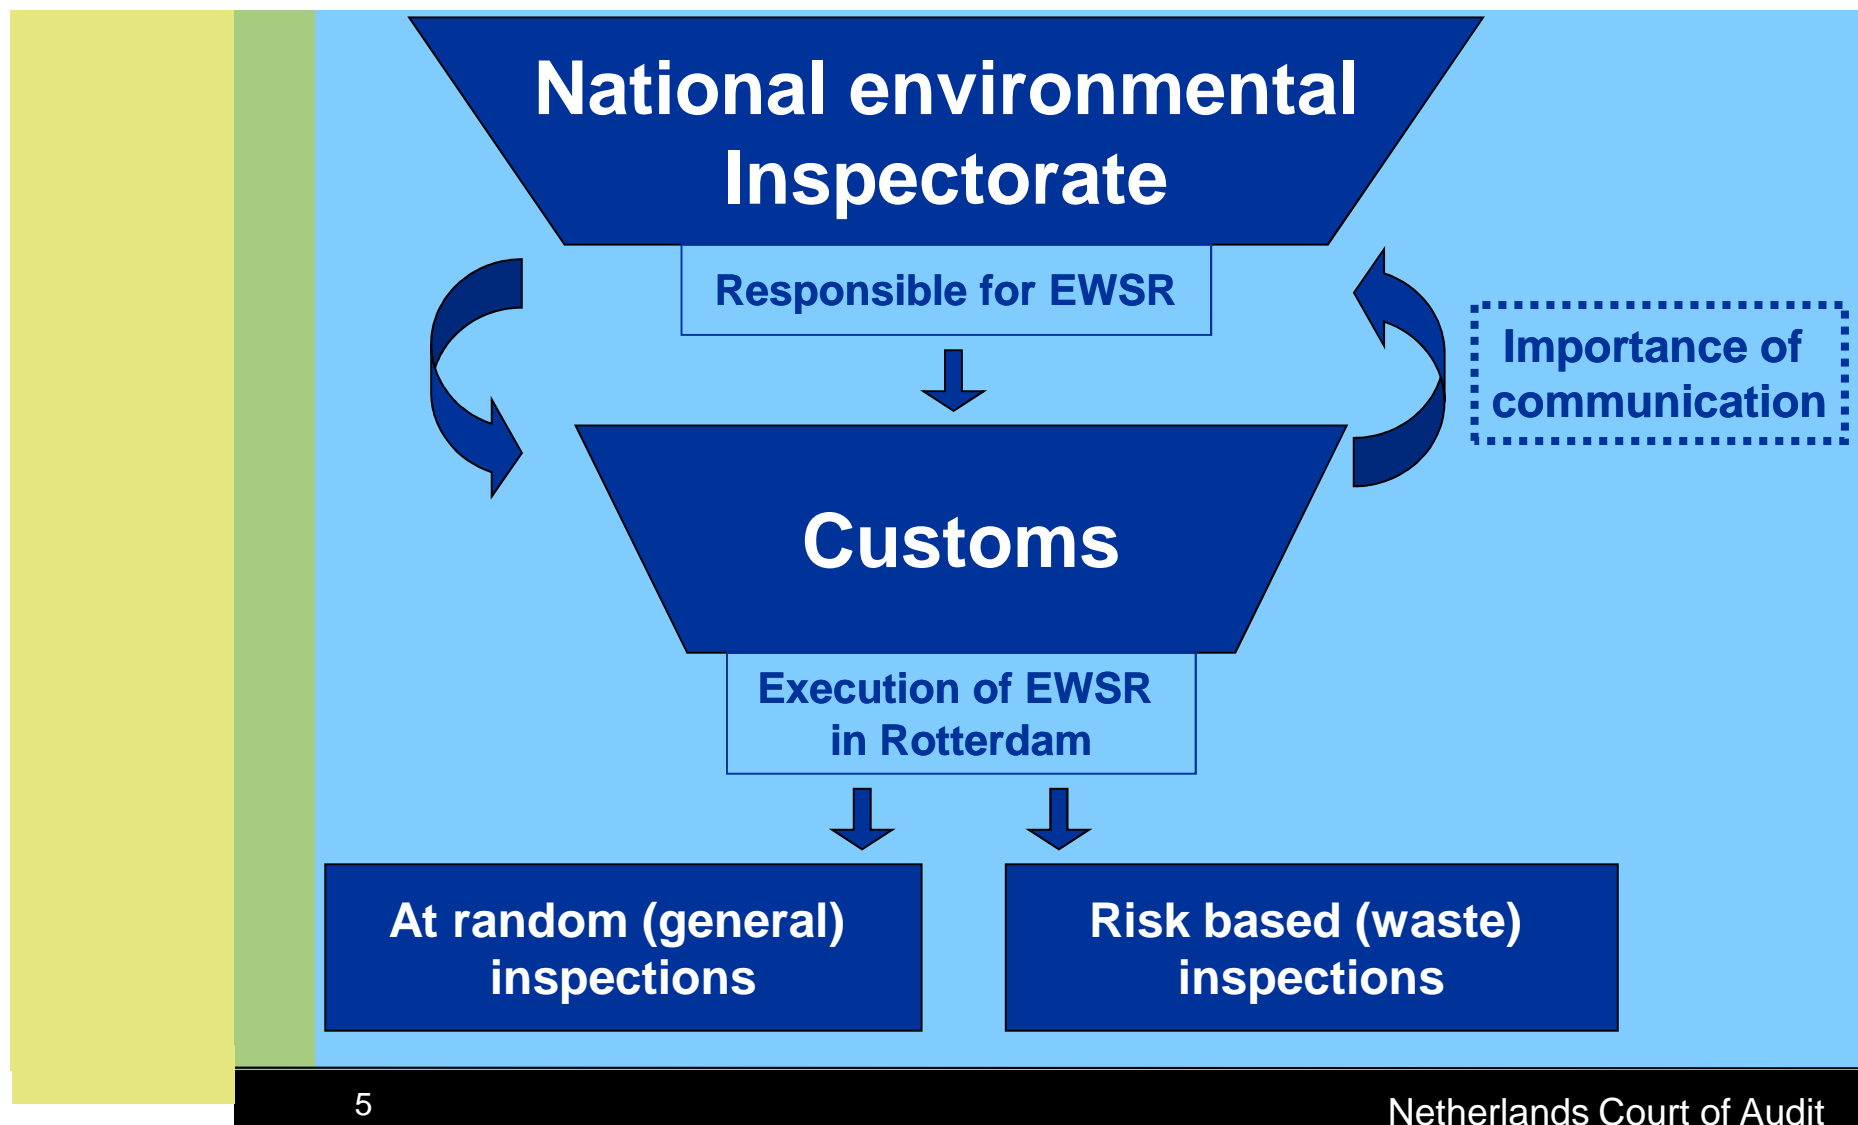 National environmental
Inspectorate
Responsible for EWSR
Importance of
communication
Customs
Execution of EWSR
in Rotterdam
At random (general)
inspections
Risk based (waste)
inspections
5
Netherlands Court of Audit